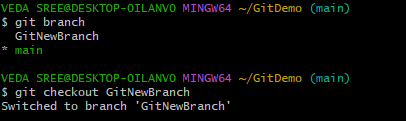 VEDA SREE@DESKTOP-OILANVO MINGW64 ~/GitDemo (main)
$ git branch
  GitNewBranch
* main
VEDA SREE@DESKTOP-OILANVO MINGW64 ~/GitDemo (main)
$ git checkout GitNewBranch
Switched to branch 'GitNewBranch'